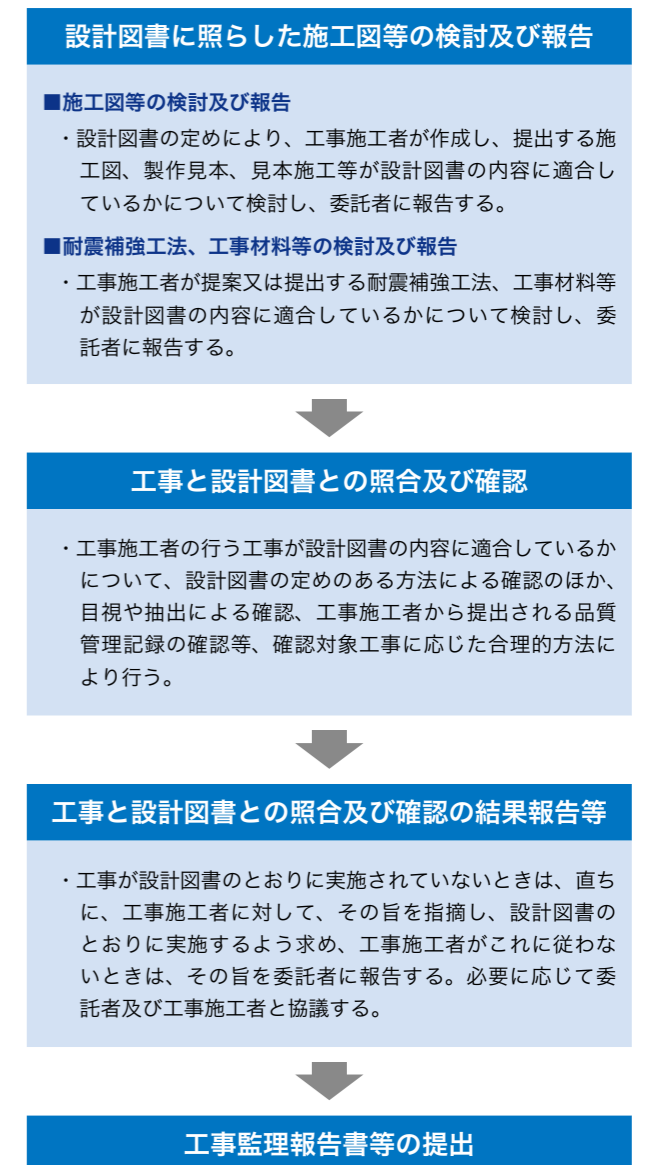 設計図書に照らした施工図等の検討及び報告
■施工図等の検討及び報告
・設計図書の定めにより、工事施工者が作成し、提出する施
工図、製作見本、見本施工等が設計図書の内容に適合し
ているかについて検討し、委託者に報告する。
■耐震補強工法、工事材料等の検討及び報告
・工事施工者が提案又は提出する耐震補強工法、工事材料等
が設計図書の内容に適合しているかについて検討し、委
託者に報告する。
工事と設計図書との照合及び確認
・工事施工者の行う工事が設計図書の内容に適合しているか
について、設計図書の定めのある方法による確認のほか、
目視や抽出による確認、工事施工者から提出される品質
管理記録の確認等、確認対象工事に応じた合理的方法に
より行う。
工事と設計図書との照合及び確認の結果報告等
・工事が設計図書のとおりに実施されていないときは、直ち
に、工事施工者に対して、その旨を指摘し、設計図書の
とおりに実施するよう求め、工事施工者がこれに従わな
いときは、その旨を委託者に報告する。必要に応じて委
託者及び工事施工者と協議する。
工事監理報告書等の提出